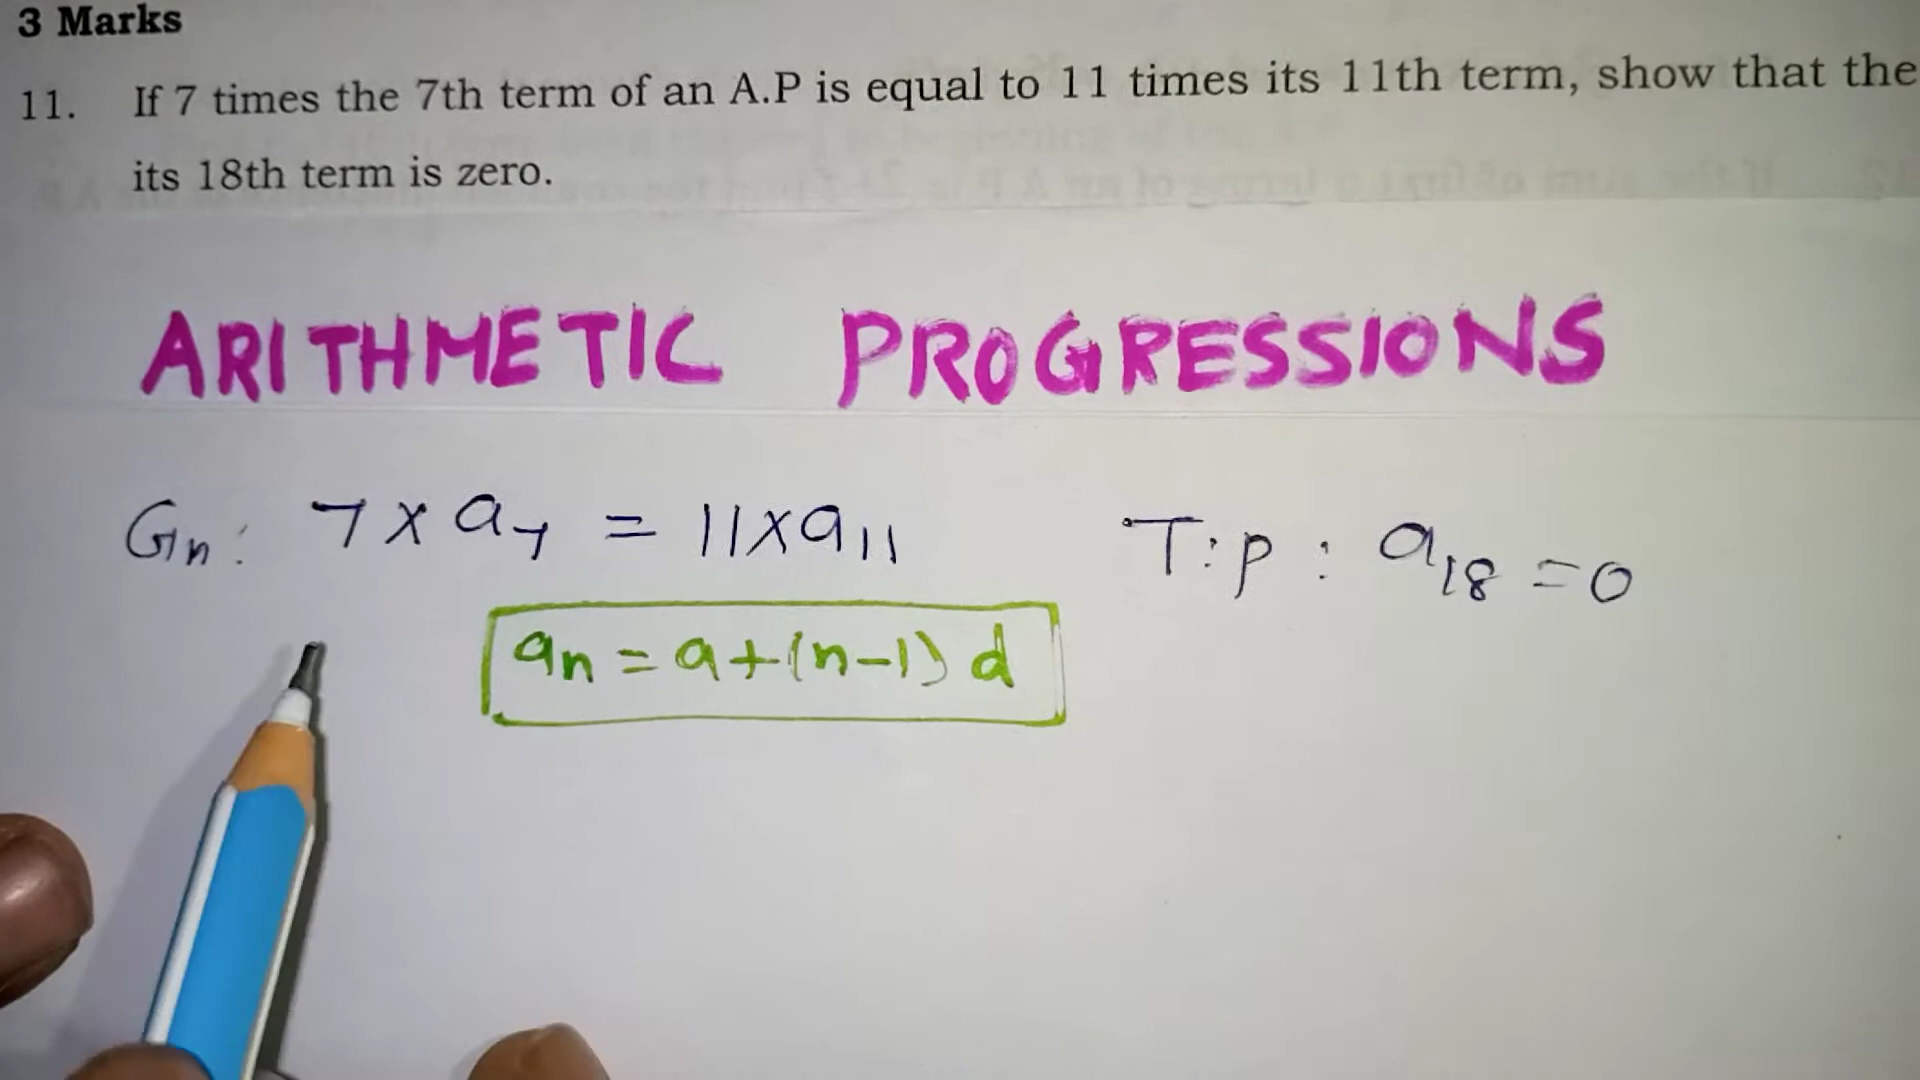 3 Marks
11. If 7 times the 7th term of an A.P is equal to 11 times its 11th term, show that the
its 18th term is zero.
ARITHMETIC PROGRESSIONS
Gn: 7 × a₇ = 11×a₁₁ T:p : a₁₈ = 0
an = a+(n-1) d